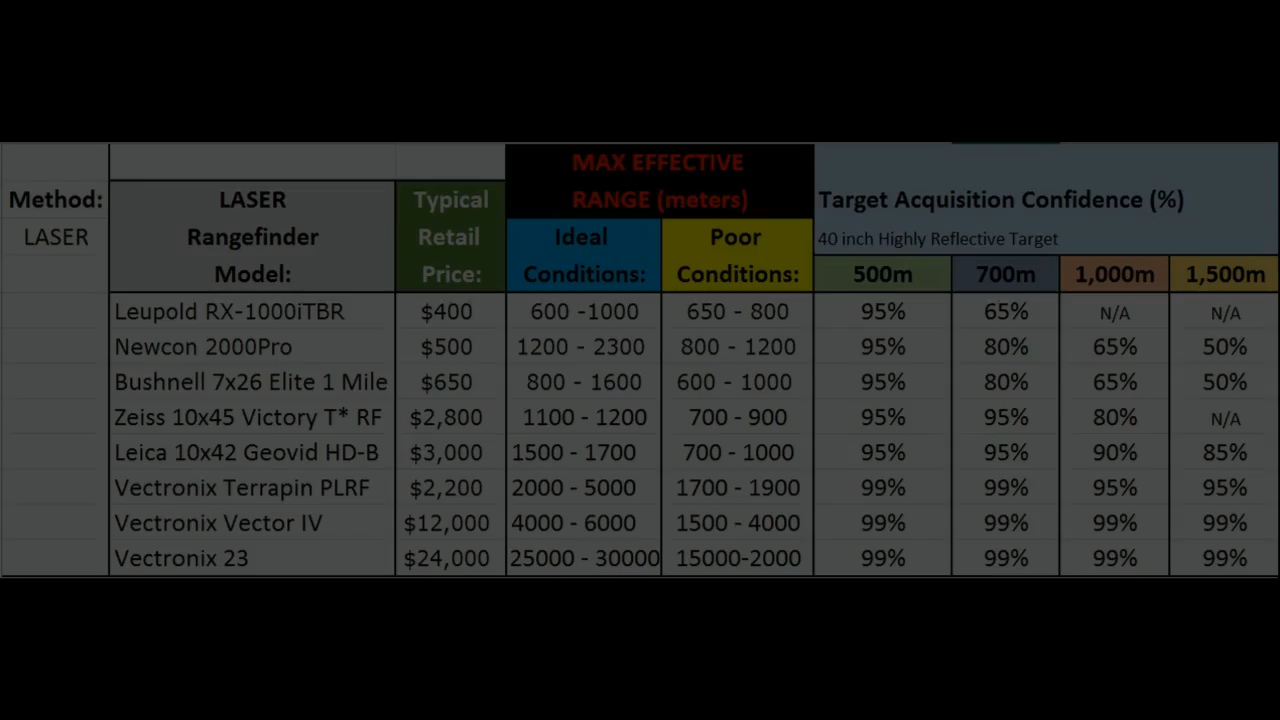 MAX EFFECTIVE
Method: LASER Typical RANGE (meters) Target Acquisition Confidence (%)
LASER Rangefinder Retail Ideal Poor 40 inch Highly Reflective Target
Model: Price: Conditions: Conditions: 500m 700m 1,000m 1,500m
Leupold RX-1000iTBR $400 600 -1000 650 - 800 95% 65% N/A N/A
Newcon 2000Pro $500 1200 - 2300 800 - 1200 95% 80% 65% 50%
Bushnell 7x26 Elite 1 Mile $650 800 - 1600 600 - 1000 95% 80% 65% 50%
Zeiss 10x45 Victory T* RF $2,800 1100 - 1200 700 - 900 95% 95% 80% N/A
Leica 10x42 Geovid HD-B $3,000 1500 - 1700 700 - 1000 95% 95% 90% 85%
Vectronix Terrapin PLRF $2,200 2000 - 5000 1700 - 1900 99% 99% 95% 95%
Vectronix Vector IV $12,000 4000 - 6000 1500 - 4000 99% 99% 99% 99%
Vectronix 23 $24,000 25000 - 30000 15000-2000 99% 99% 99% 99%